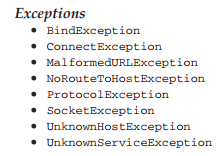 Exceptions
• BindException
• ConnectException
• MalformedURLException
• NoRouteToHostException
• ProtocolException
• SocketException
• UnknownHostException
• UnknownServiceException